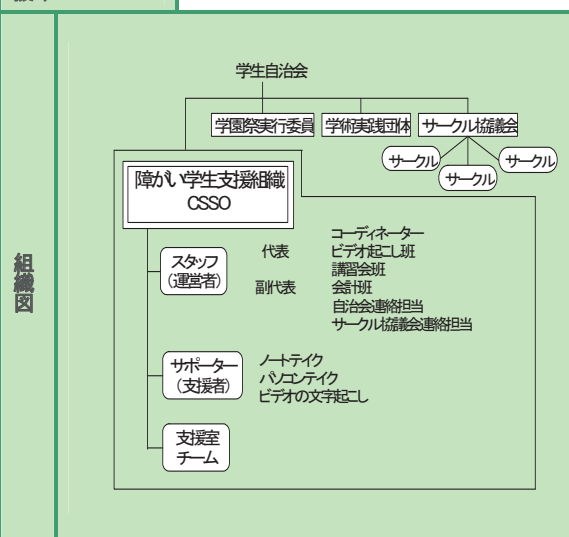 学生自治会
学園祭実行委員
学術実践団体
サークル協議会
サークル
サークル
サークル
障がい学生支援組織
CSSO
組織図
スタッフ
(運営者)
代表
副代表
コーディネーター
ビデオ起こし班
講習会班
会計班
自治会連絡担当
サークル協議会連絡担当
サポーター
(支援者)
ノートテイク
パソコンテイク
ビデオの文字起こし
支援室
チーム